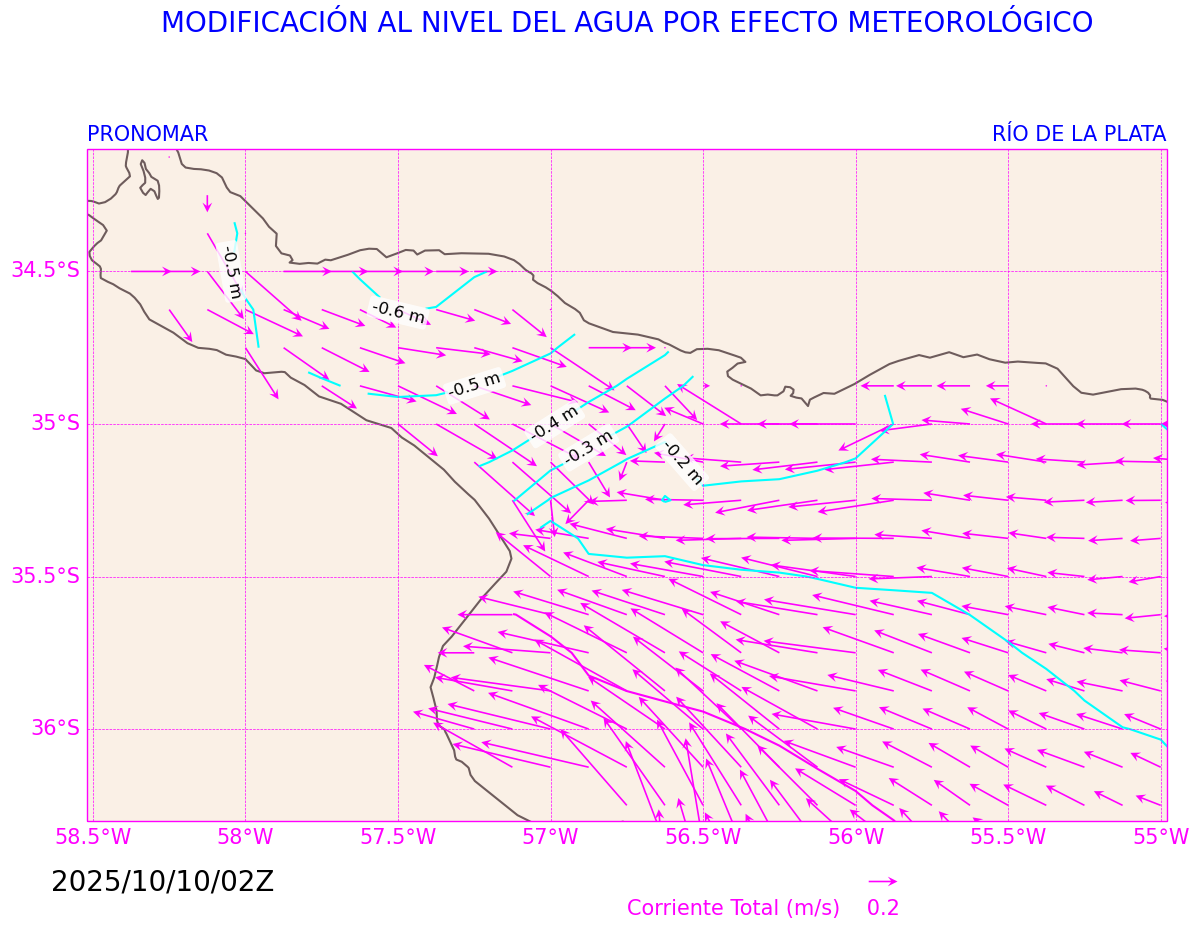 MODIFICACIÓN AL NIVEL DEL AGUA POR EFECTO METEOROLÓGICO
PRONOMAR
RÍO DE LA PLATA
-0.5 m
34.5°S
-0.6 m
-0.5 m
-0.4 m
35°S
-0.3 m
-0.2 m
35.5°S
36°S
58.5°W 58°W 57.5°W 57°W 56.5°W 56°W 55.5°W 55°W
2025/10/10/02Z
Corriente Total (m/s) 0.2